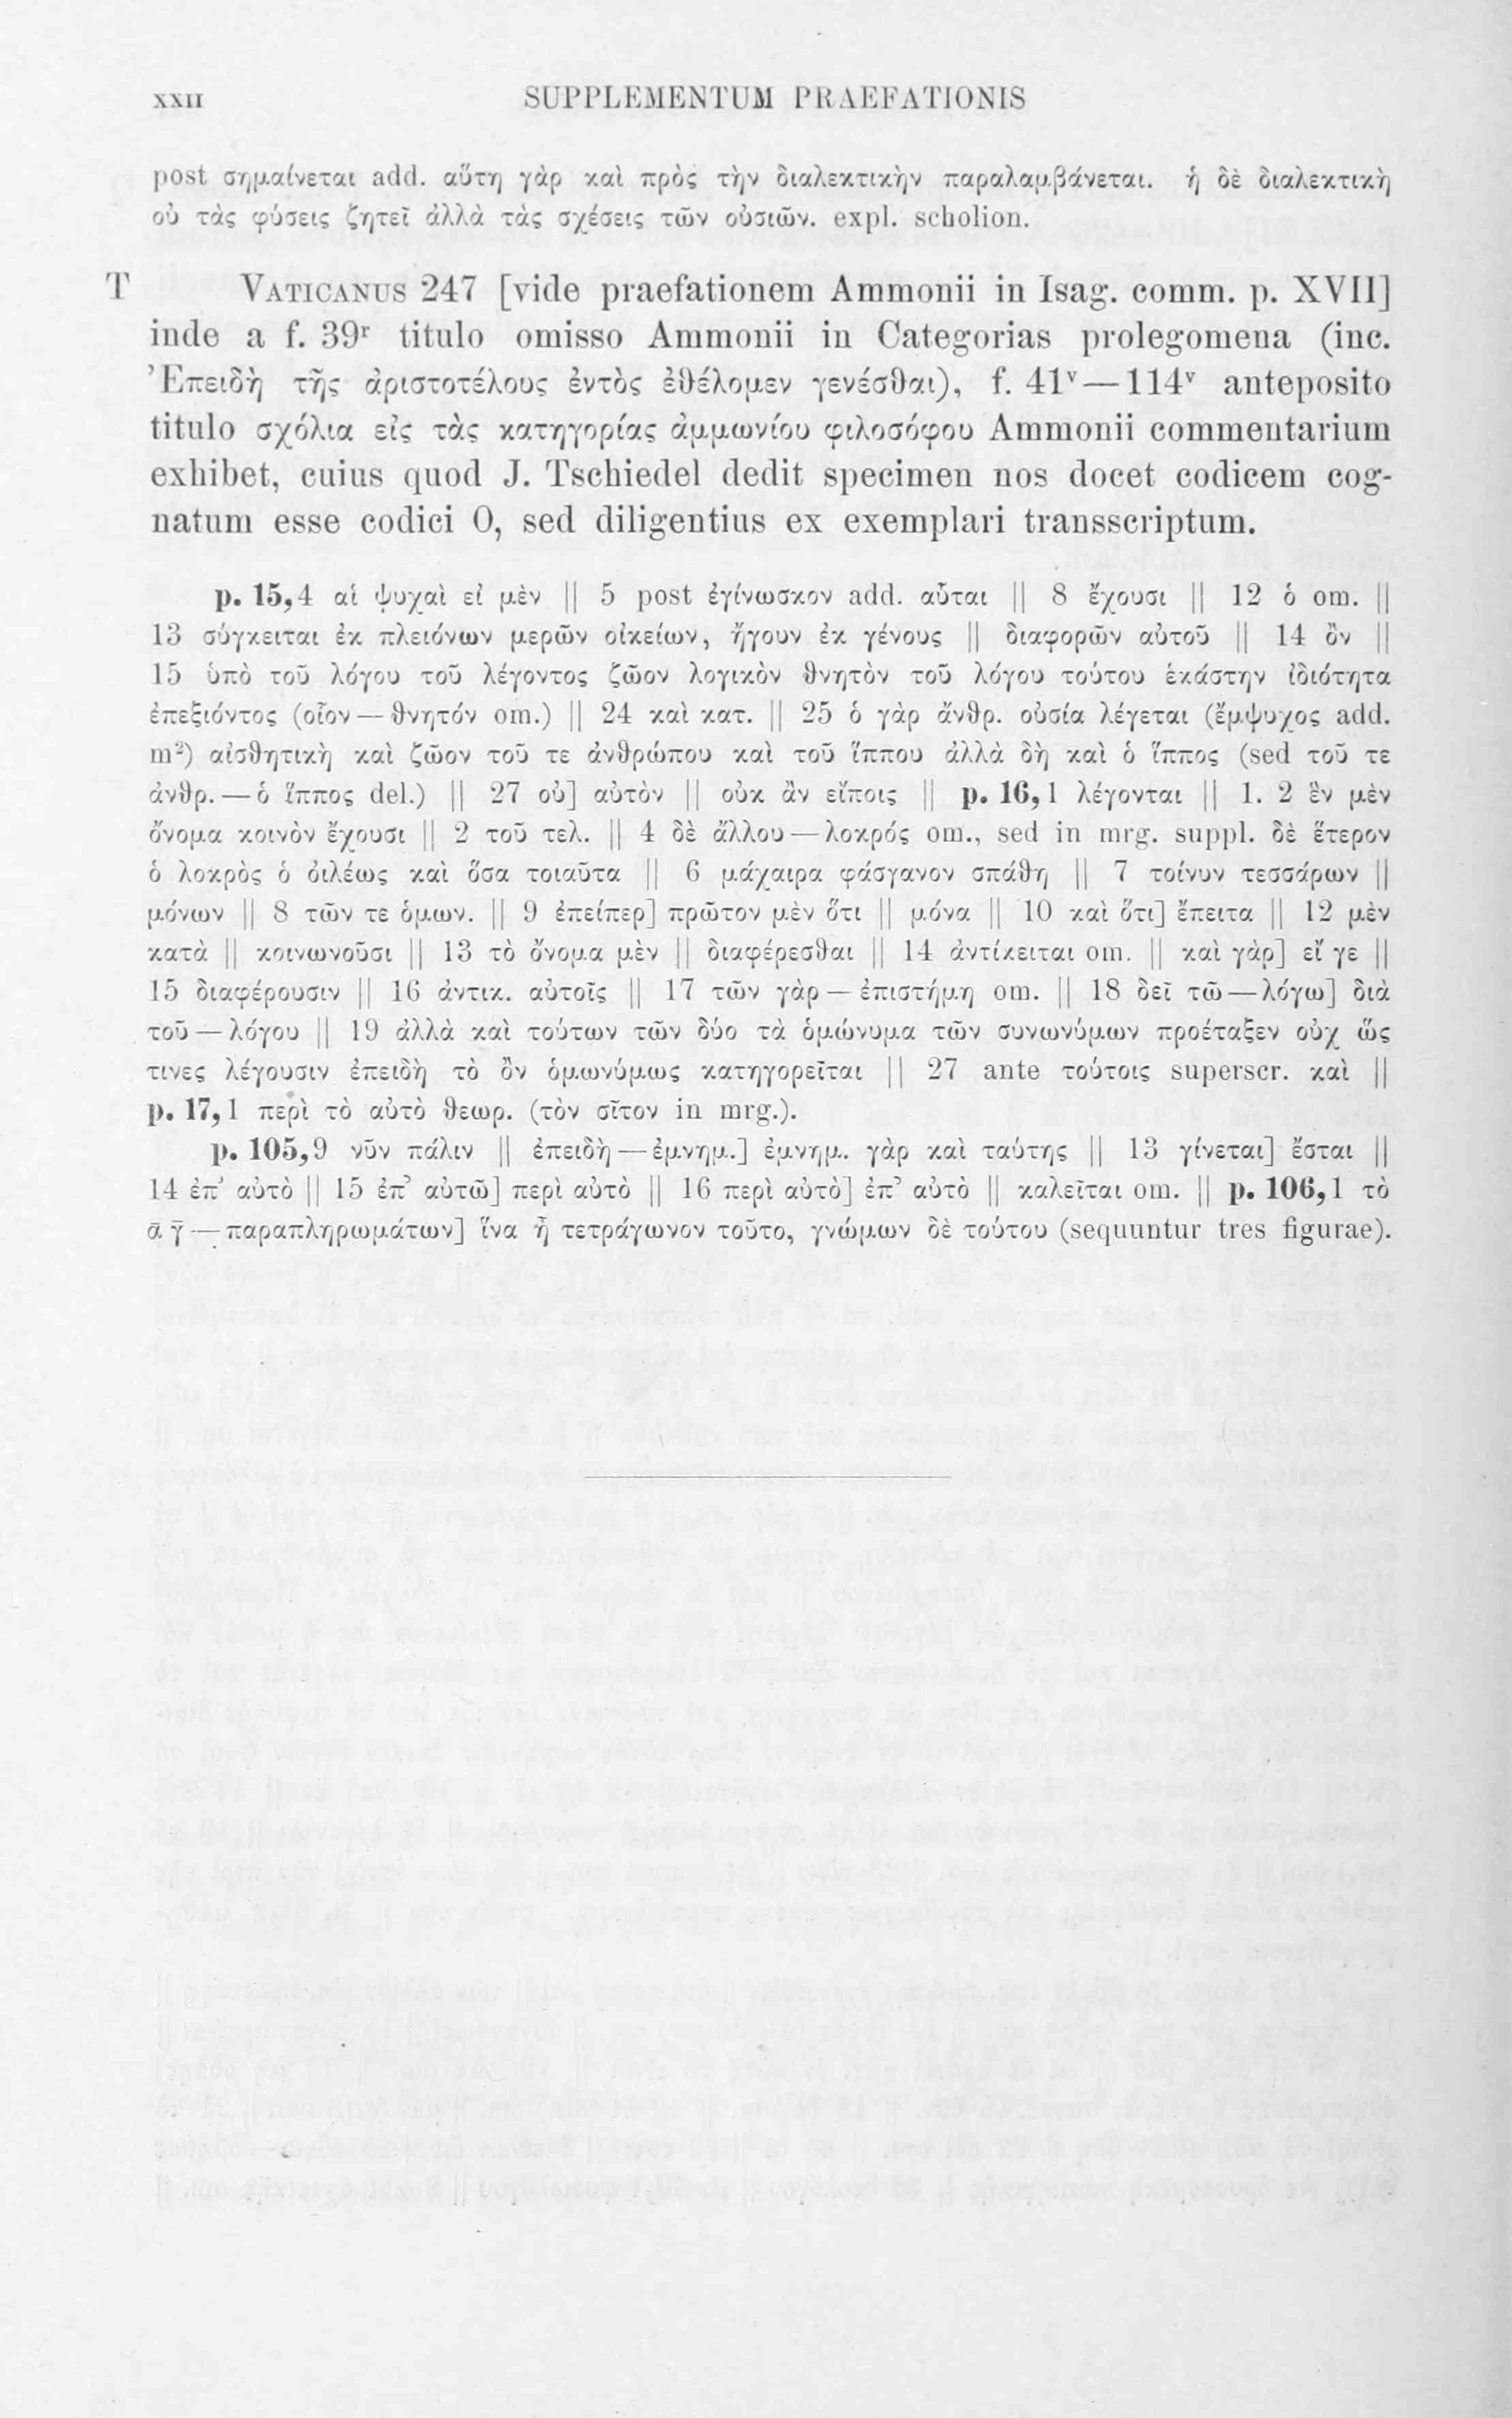 XXII SUPPLEMENTUM PRAEFATIONIS
post σημαίνεται add. αὕτη γὰρ καὶ πρὸς τὴν διαλεκτικὴν παραλαμβάνεται. ἡ δὲ διαλεκτικὴ
οὐ τὰς φύσεις ζητεῖ ἀλλὰ τὰς σχέσεις τῶν οὐσιῶν. expl. scholion.
T VATICANUS 247 [vide praefationem Ammonii in Isag. comm. p. XVII]
inde a f. 39ʳ titulo omisso Ammonii in Categorias prolegomena (inc.
Ἐπειδὴ τῆς ἀριστοτέλους ἐντὸς ἐθέλομεν γενέσθαι), f. 41ᵛ—114ᵛ anteposito
titulo σχόλια εἰς τὰς κατηγορίας ἀμμωνίου φιλοσόφου Ammonii commentarium
exhibet, cuius quod J. Tschiedel dedit specimen nos docet codicem cog-
natum esse codici O, sed diligentius ex exemplari transscriptum.
p. 15,4 αἱ ψυχαὶ εἰ μὲν || 5 post ἐγίνωσκον add. αὗται || 8 ἔχουσι || 12 ὁ om. ||
13 σύγκειται ἐκ πλειόνων μερῶν οἰκείων, ἤγουν ἐκ γένους || διαφορῶν αὐτοῦ || 14 ὂν ||
15 ὑπὸ τοῦ λόγου τοῦ λέγοντος ζῶον λογικὸν θνητὸν τοῦ λόγου τούτου ἑκάστην ἰδιότητα
ἐπεξιόντος (οἷον — θνητόν om.) || 24 καὶ κατ. || 25 ὁ γὰρ ἄνθρ. οὐσία λέγεται (ἔμψυχος add.
m²) αἰσθητικὴ καὶ ζῶον τοῦ τε ἀνθρώπου καὶ τοῦ ἵππου ἀλλὰ δὴ καὶ ὁ ἵππος (sed τοῦ τε
ἀνθρ. — ὁ ἵππος del.) || 27 οὐ] αὐτὸν || οὐκ ἂν εἴποις || p. 16,1 λέγονται || 1. 2 ἓν μὲν
ὄνομα κοινὸν ἔχουσι || 2 τοῦ τελ. || 4 δὲ ἄλλου — λοκρός om., sed in mrg. suppl. δὲ ἕτερον
ὁ λοκρὸς ὁ ὀιλέως καὶ ὅσα τοιαῦτα || 6 μάχαιρα φάσγανον σπάθη || 7 τοίνυν τεσσάρων ||
μόνων || 8 τῶν τε ὁμων. || 9 ἐπείπερ] πρῶτον μὲν ὅτι || μόνα || 10 καὶ ὅτι] ἔπειτα || 12 μὲν
κατὰ || κοινωνοῦσι || 13 τὸ ὄνομα μὲν || διαφέρεσθαι || 14 ἀντίκειται om. || καὶ γὰρ] εἴ γε ||
15 διαφέρουσιν || 16 ἀντικ. αὐτοῖς || 17 τῶν γὰρ — ἐπιστήμη om. || 18 δεῖ τῶ — λόγω] διὰ
τοῦ — λόγου || 19 ἀλλὰ καὶ τούτων τῶν δύο τὰ ὁμώνυμα τῶν συνωνύμων προέταξεν οὐχ ὥς
τινες λέγουσιν ἐπειδὴ τὸ ὂν ὁμωνύμως κατηγορεῖται || 27 ante τούτοις superscr. καὶ ||
p. 17,1 περὶ τὸ αὐτὸ θεωρ. (τὸν σῖτον in mrg.).
p. 105,9 νῦν πάλιν || ἐπειδὴ — ἐμνημ.] ἐμνημ. γὰρ καὶ ταύτης || 13 γίνεται] ἔσται ||
14 ἐπ' αὐτὸ || 15 ἐπ' αὐτῶ] περὶ αὐτὸ || 16 περὶ αὐτὸ] ἐπ' αὐτὸ || καλεῖται om. || p. 106,1 τὸ
ᾱ γ̄ — παραπληρωμάτων] ἵνα ἦ τετράγωνον τοῦτο, γνώμων δὲ τούτου (sequuntur tres figurae).